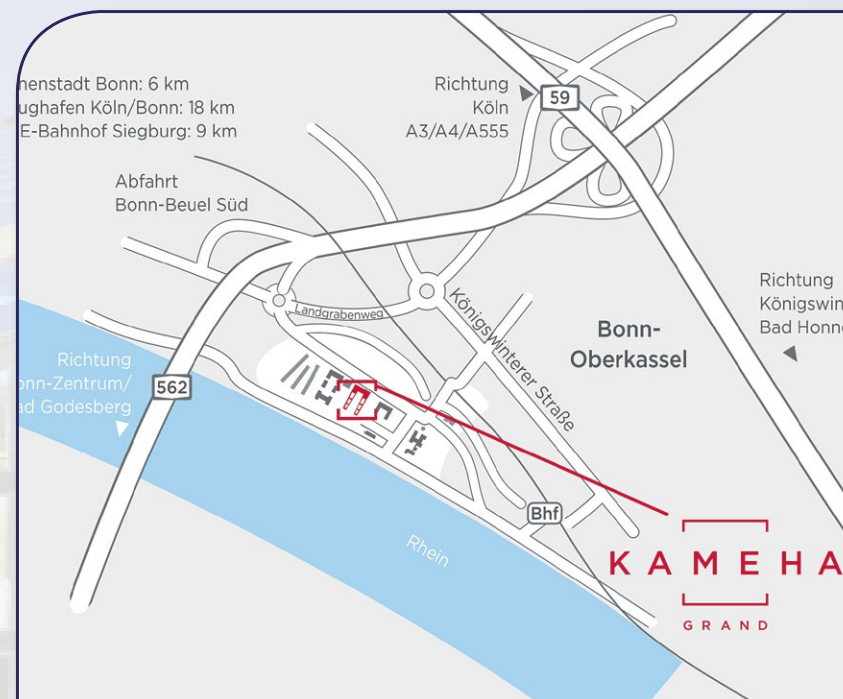 nenstadt Bonn: 6 km
ughafen Köln/Bonn: 18 km
E-Bahnhof Siegburg: 9 km
Richtung
Köln
A3/A4/A555
59
Abfahrt
Bonn-Beuel Süd
Landgrabenweg
Königswinterer Straße
Bonn-
Oberkassel
Richtung
Königswin
Bad Honne
Richtung
onn-Zentrum/
ad Godesberg
562
Bhf
Rhein
KAMEHA
GRAND